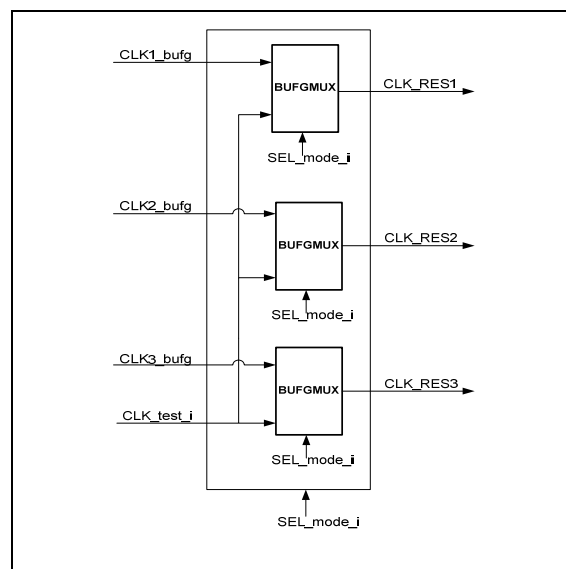 CLK1_bufg
BUFGMUX
CLK_RES1
SEL_mode_i
CLK2_bufg
BUFGMUX
CLK_RES2
SEL_mode_i
CLK3_bufg
BUFGMUX
CLK_RES3
CLK_test_i
SEL_mode_i
SEL_mode_i